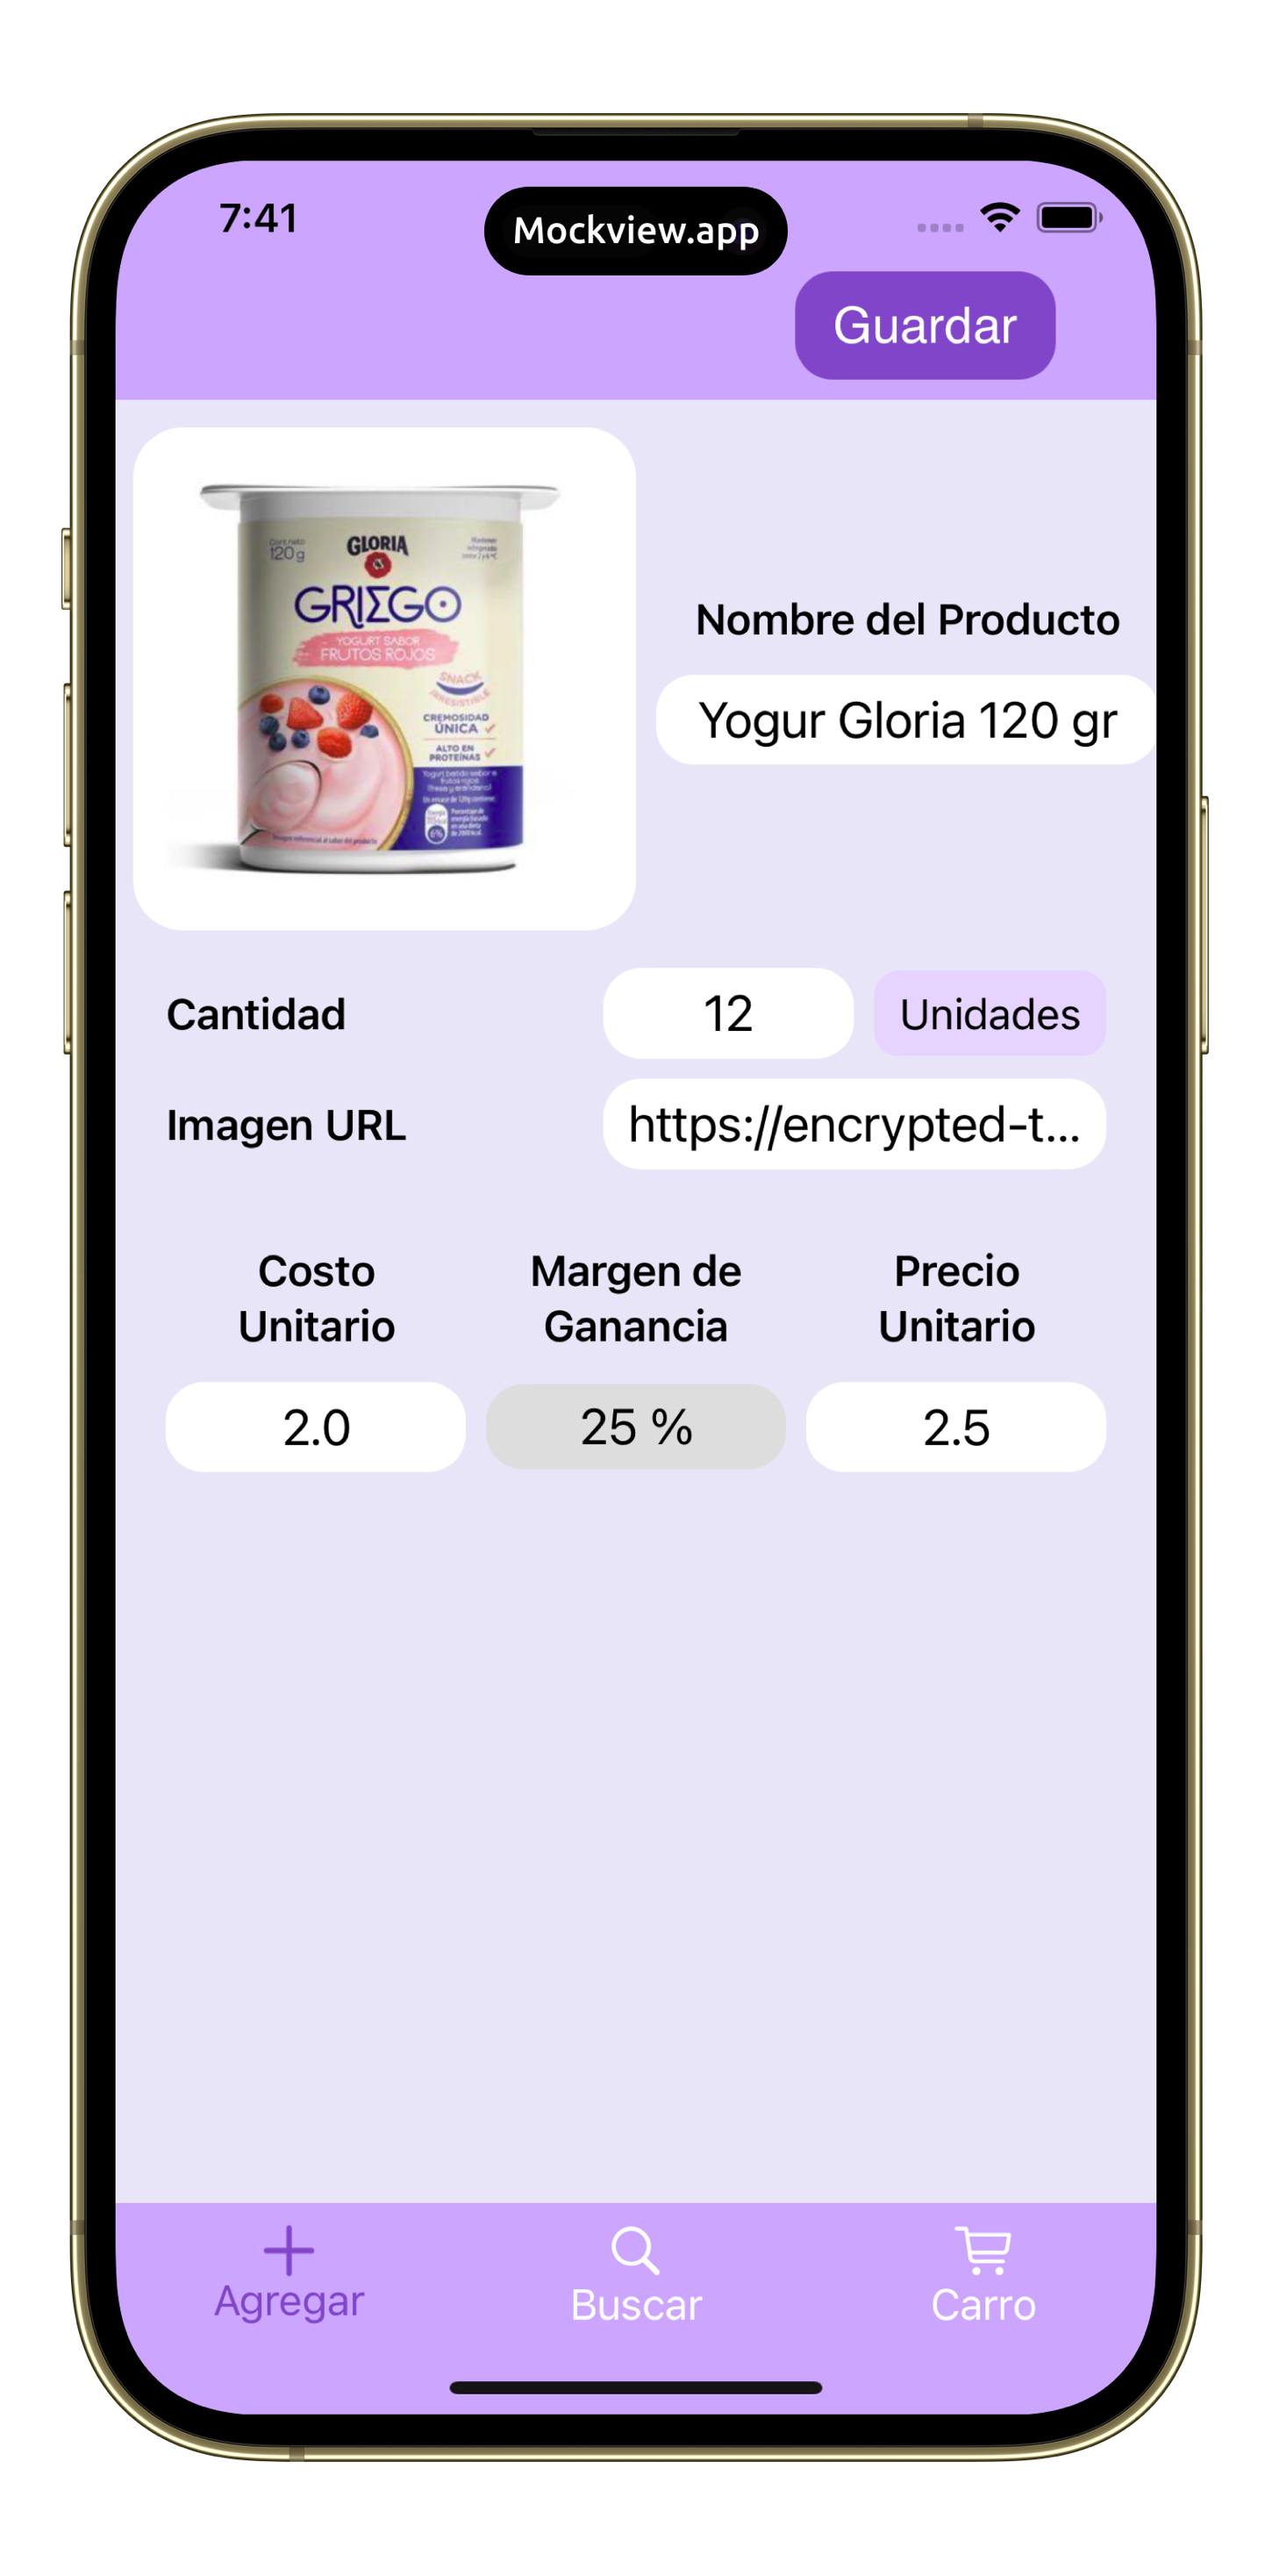 7:41
Mockview.app
Guardar
Cont. neto
120 g
GLORIA
GRIΣGO
YOGURT SABOR
FRUTOS ROJOS
SNACK
IRRESISTIBLE
CREMOSIDAD
ÚNICA
ALTO EN
PROTEÍNAS
6%
Nombre del Producto
Yogur Gloria 120 gr
Cantidad
12
Unidades
Imagen URL
https://encrypted-t...
Costo
Unitario
Margen de
Ganancia
Precio
Unitario
2.0
25 %
2.5
Agregar
Buscar
Carro